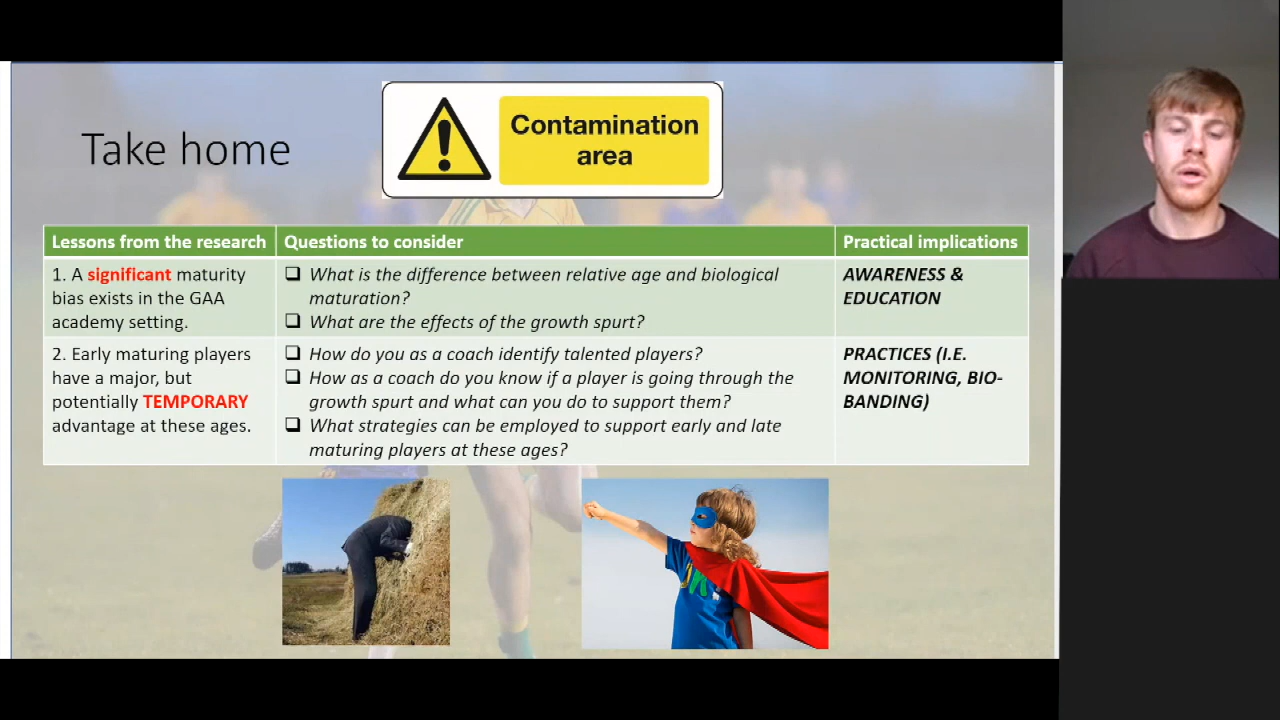 Take home
Contamination
area
Lessons from the research
Questions to consider
Practical implications
1. A significant maturity
bias exists in the GAA
academy setting.
❑ What is the difference between relative age and biological
maturation?
❑ What are the effects of the growth spurt?
AWARENESS &
EDUCATION
2. Early maturing players
have a major, but
potentially TEMPORARY
advantage at these ages.
❑ How do you as a coach identify talented players?
❑ How as a coach do you know if a player is going through the
growth spurt and what can you do to support them?
❑ What strategies can be employed to support early and late
maturing players at these ages?
PRACTICES (I.E.
MONITORING, BIO-
BANDING)